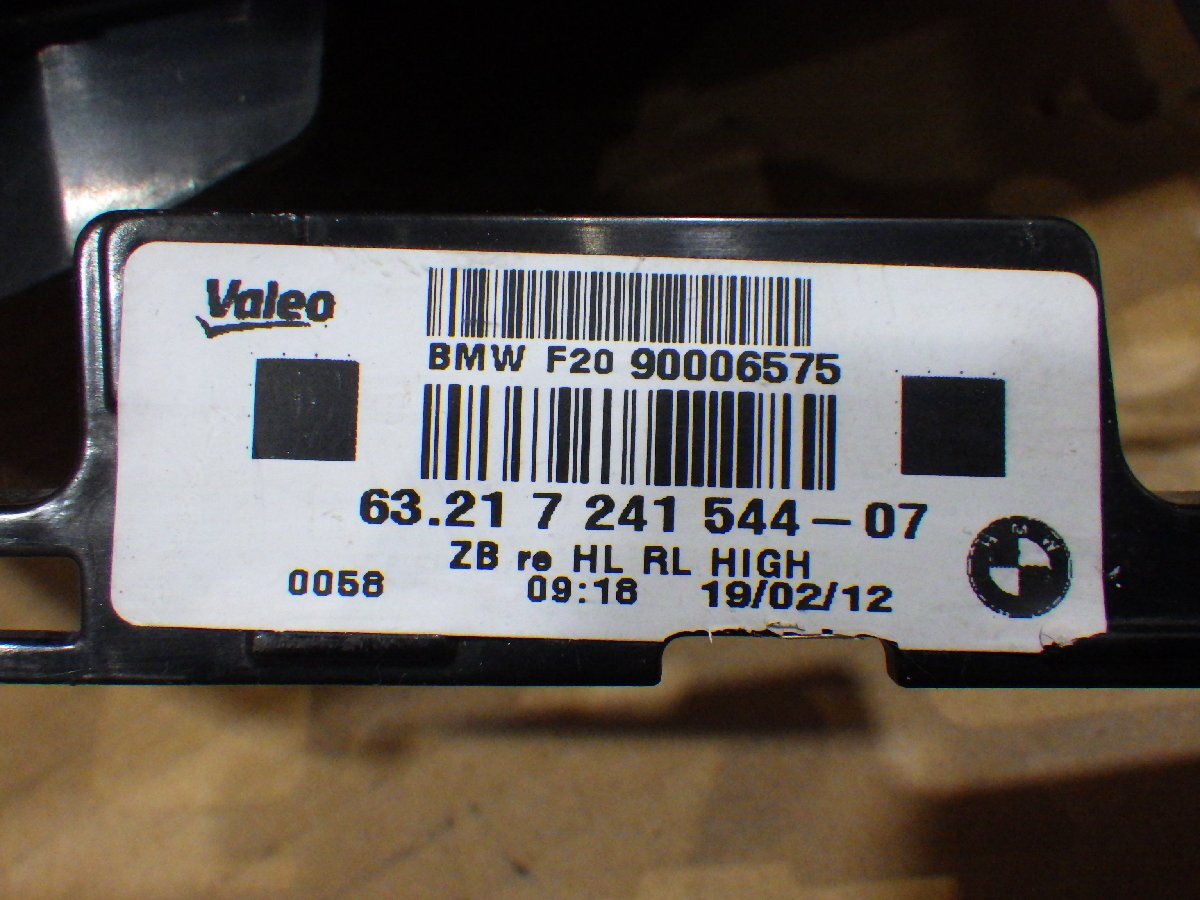 Valeo
BMW F20 90006575
63.21 7 241 544-07
ZB re HL RL HIGH
0058 09:18 19/02/12
BMW